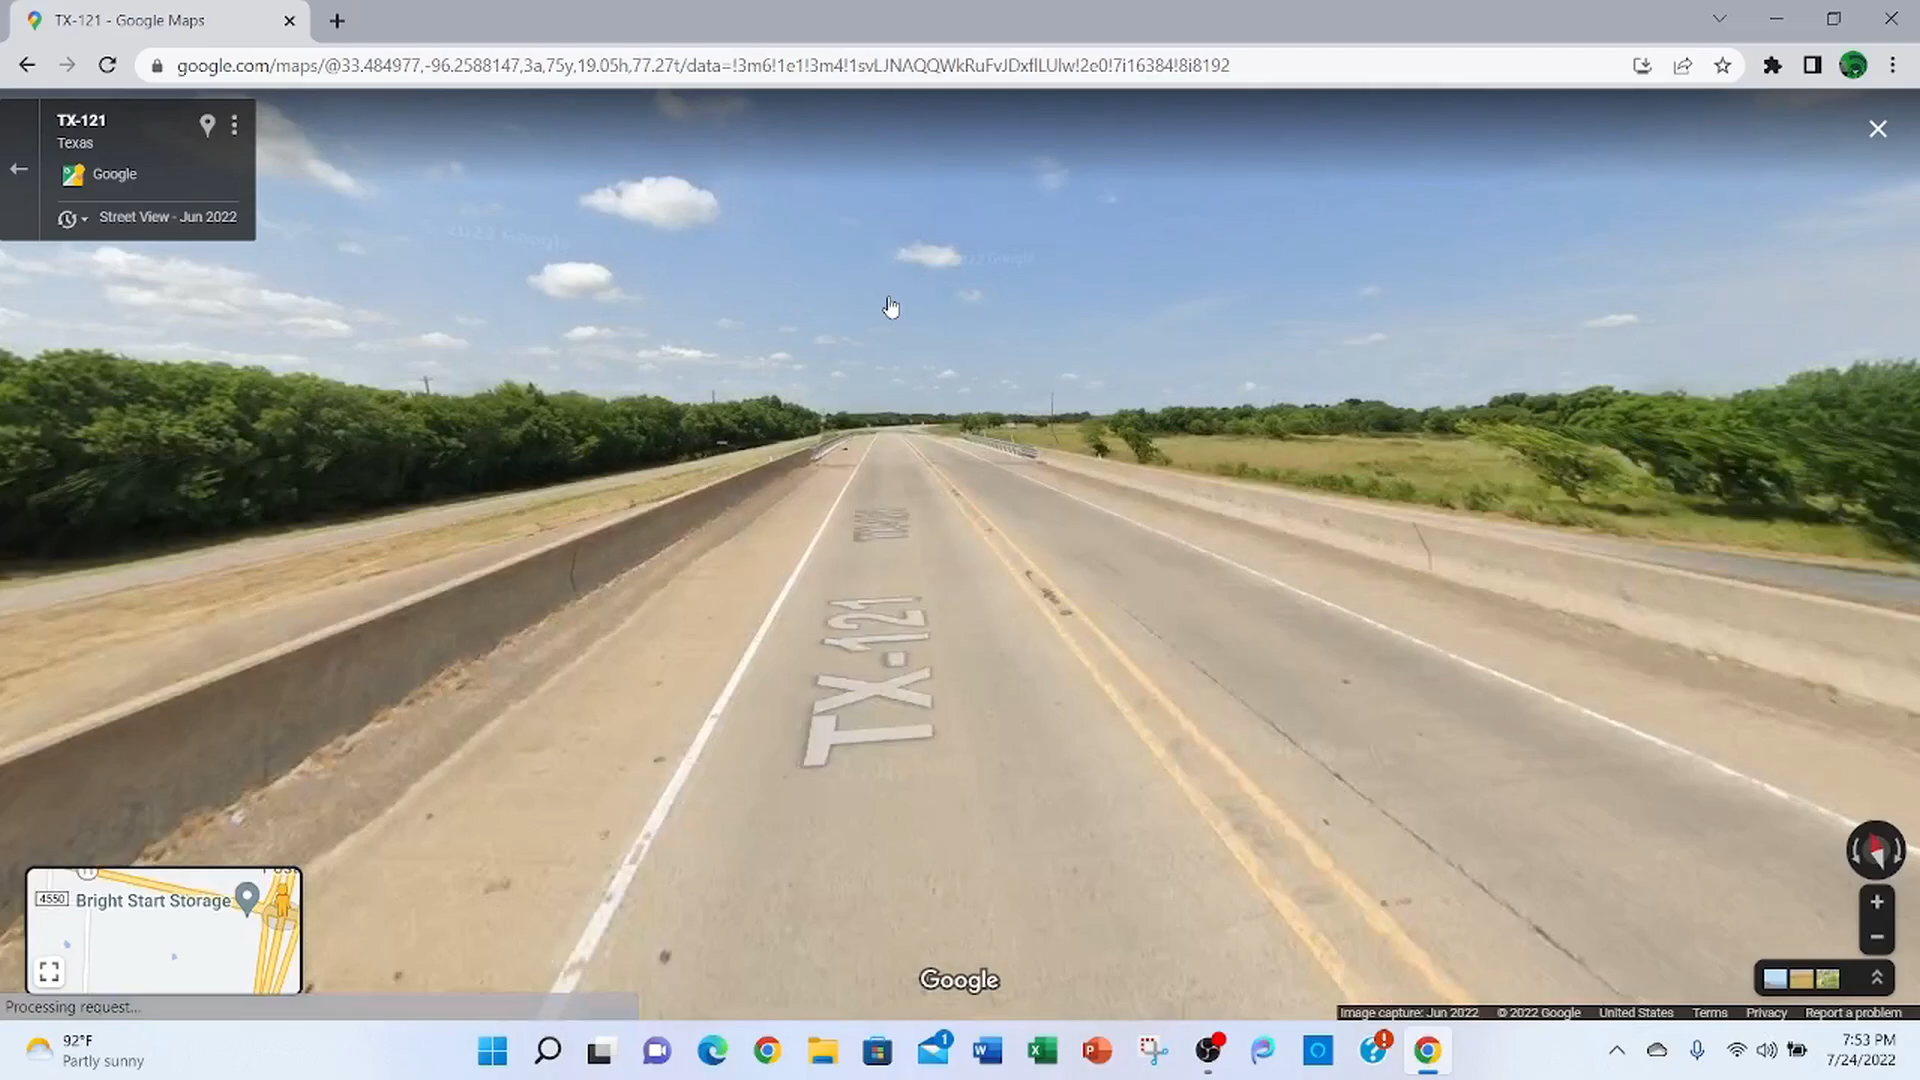 TX-121 - Google Maps
google.com/maps/@33.484977,-96.2588147,3a,75y,19.05h,77.27t/data=!3m6!1e1!3m4!1svLJNAQQWkRuFvJDxflLUlw!2e0!7i16384!8i8192
TX-121
Texas
Google
Street View - Jun 2022
TX-121
4550
Bright Start Storage
Google
Processing request...
Image capture: Jun 2022 © 2022 Google United States Terms Privacy Report a problem
92°F
Partly sunny
1
7:53 PM
7/24/2022